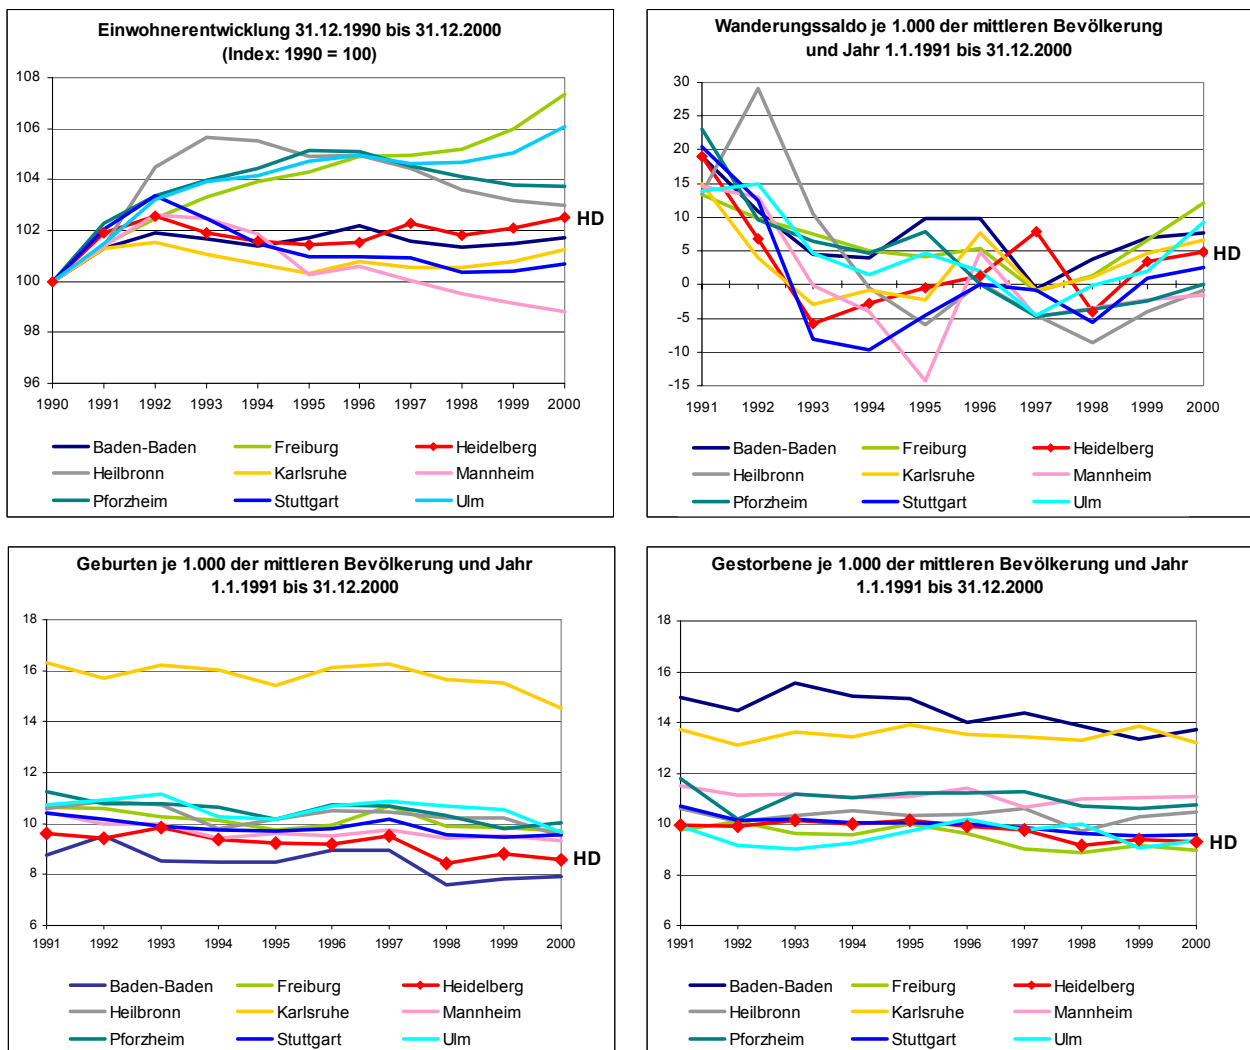 Einwohnerentwicklung 31.12.1990 bis 31.12.2000
(Index: 1990 = 100)
108
106
104
102
100
98
96
HD
1990 1991 1992 1993 1994 1995 1996 1997 1998 1999 2000
Baden-Baden Freiburg Heidelberg
Heilbronn Karlsruhe Mannheim
Pforzheim Stuttgart Ulm
Wanderungssaldo je 1.000 der mittleren Bevölkerung
und Jahr 1.1.1991 bis 31.12.2000
30
25
20
15
10
5
0
-5
-10
-15
HD
1991 1992 1993 1994 1995 1996 1997 1998 1999 2000
Baden-Baden Freiburg Heidelberg
Heilbronn Karlsruhe Mannheim
Pforzheim Stuttgart Ulm
Geburten je 1.000 der mittleren Bevölkerung und Jahr
1.1.1991 bis 31.12.2000
18
16
14
12
10
8
6
HD
1991 1992 1993 1994 1995 1996 1997 1998 1999 2000
Baden-Baden Freiburg Heidelberg
Heilbronn Karlsruhe Mannheim
Pforzheim Stuttgart Ulm
Gestorbene je 1.000 der mittleren Bevölkerung und Jahr
1.1.1991 bis 31.12.2000
18
16
14
12
10
8
6
HD
1991 1992 1993 1994 1995 1996 1997 1998 1999 2000
Baden-Baden Freiburg Heidelberg
Heilbronn Karlsruhe Mannheim
Pforzheim Stuttgart Ulm